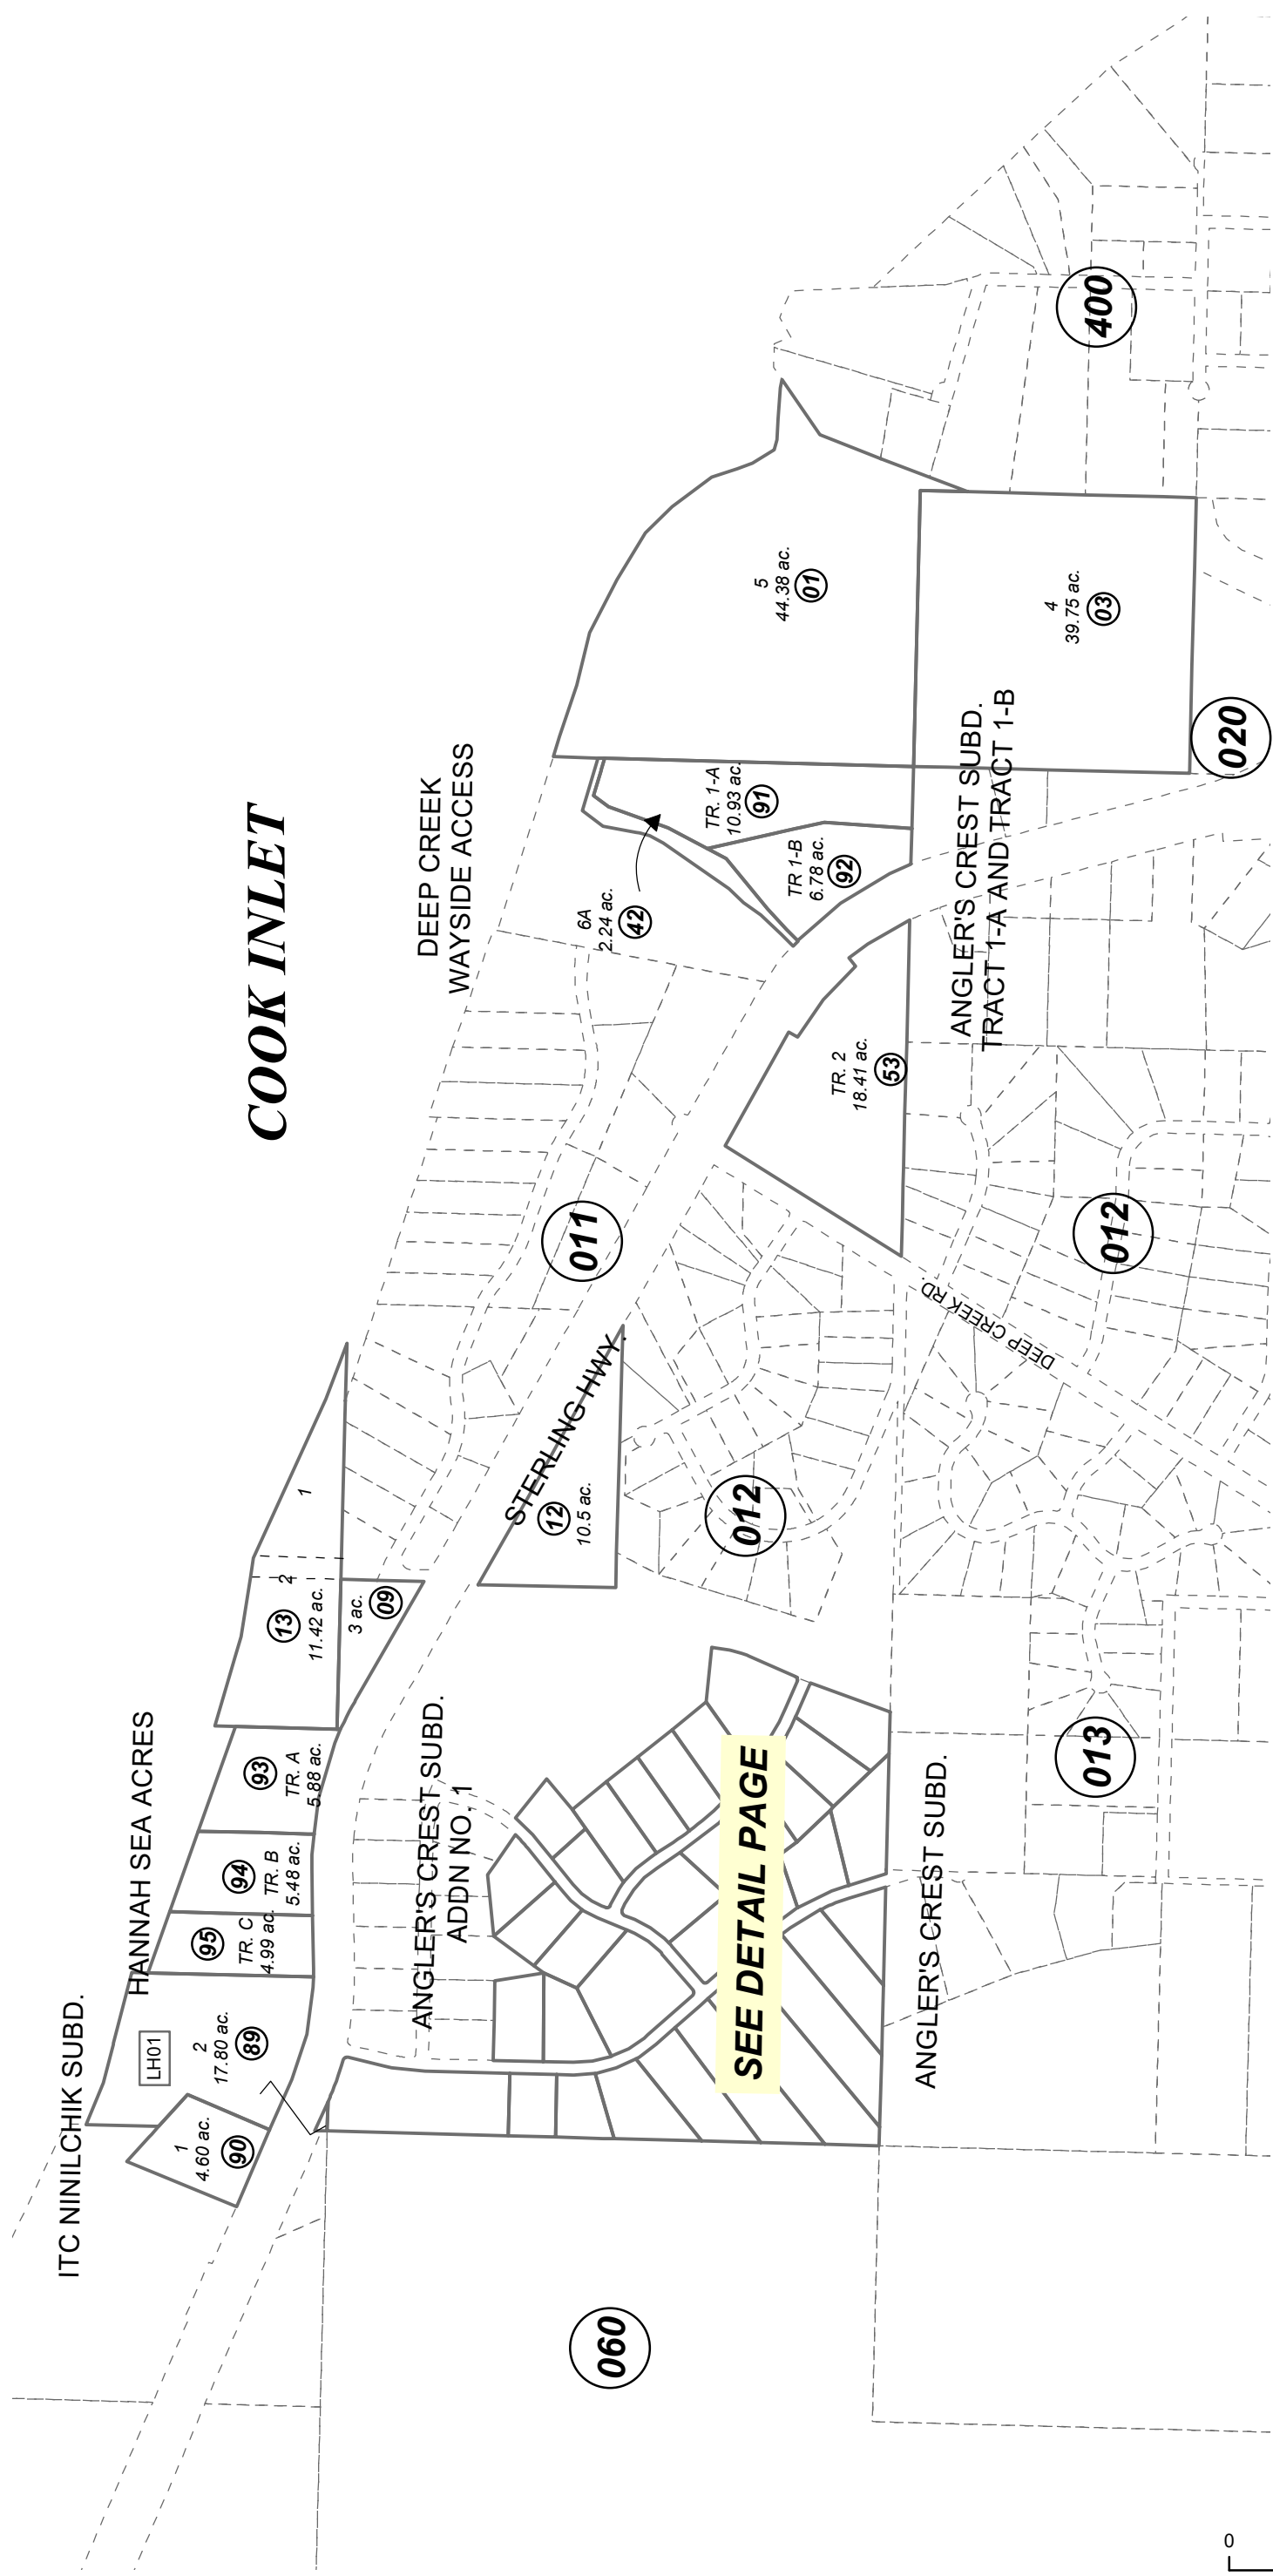 COOK INLET
ITC NINILCHIK SUBD.
HANNAH SEA ACRES
LH01
1
4.60 ac.
90
2
17.80 ac.
89
95
TR. C
4.99 ac.
94
TR. B
5.48 ac.
93
TR. A
5.88 ac.
13
2
11.42 ac.
1
3 ac.
09
DEEP CREEK
WAYSIDE ACCESS
ANGLER'S CREST SUBD.
ADDN NO. 1
STERLING HWY.
12
10.5 ac.
011
6A
2.24 ac.
42
TR. 1-A
10.93 ac.
91
TR 1-B
6.78 ac.
92
5
44.38 ac.
01
4
39.75 ac.
03
TR. 2
18.41 ac.
53
ANGLER'S CREST SUBD.
TRACT 1-A AND TRACT 1-B
400
060
SEE DETAIL PAGE
012
DEEP CREEK RD.
012
ANGLER'S CREST SUBD.
013
020
0